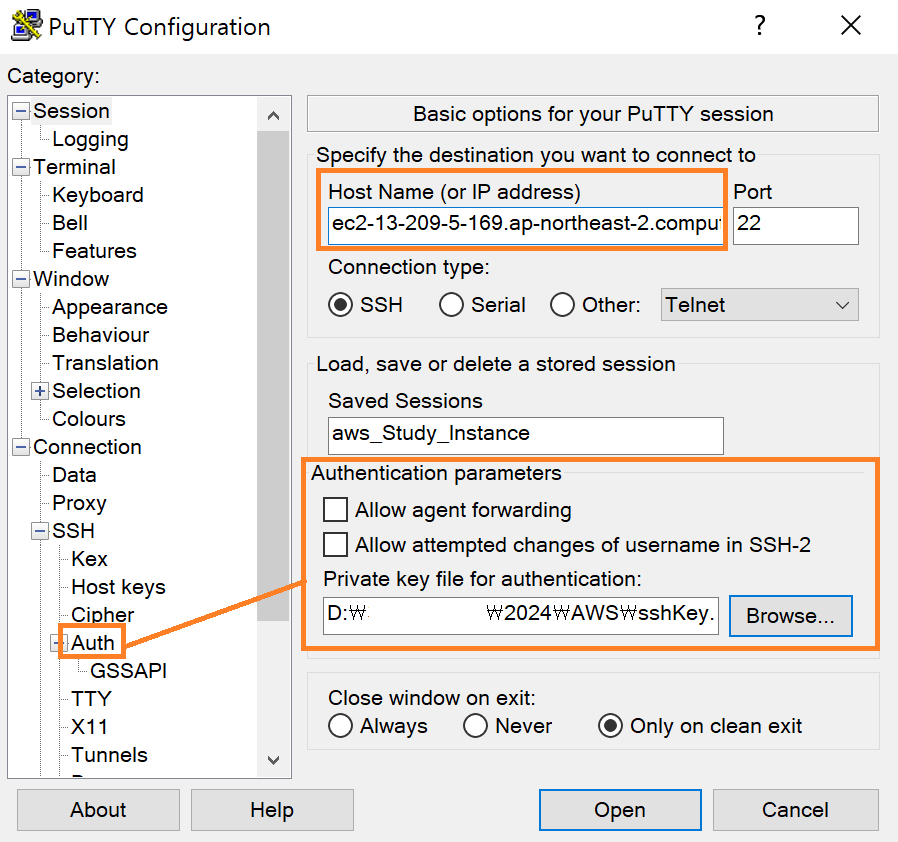 PuTTY Configuration
?
Category:
Session
Logging
Terminal
Keyboard
Bell
Features
Window
Appearance
Behaviour
Translation
Selection
Colours
Connection
Data
Proxy
SSH
Kex
Host keys
Cipher
Auth
GSSAPI
TTY
X11
Tunnels
Basic options for your PuTTY session
Specify the destination you want to connect to
Host Name (or IP address)
Port
ec2-13-209-5-169.ap-northeast-2.comput
22
Connection type:
SSH
Serial
Other:
Telnet
Load, save or delete a stored session
Saved Sessions
aws_Study_Instance
Authentication parameters
Allow agent forwarding
Allow attempted changes of username in SSH-2
Private key file for authentication:
D:₩ ₩2024₩AWS₩sshKey.
Browse...
Close window on exit:
Always
Never
Only on clean exit
About
Help
Open
Cancel